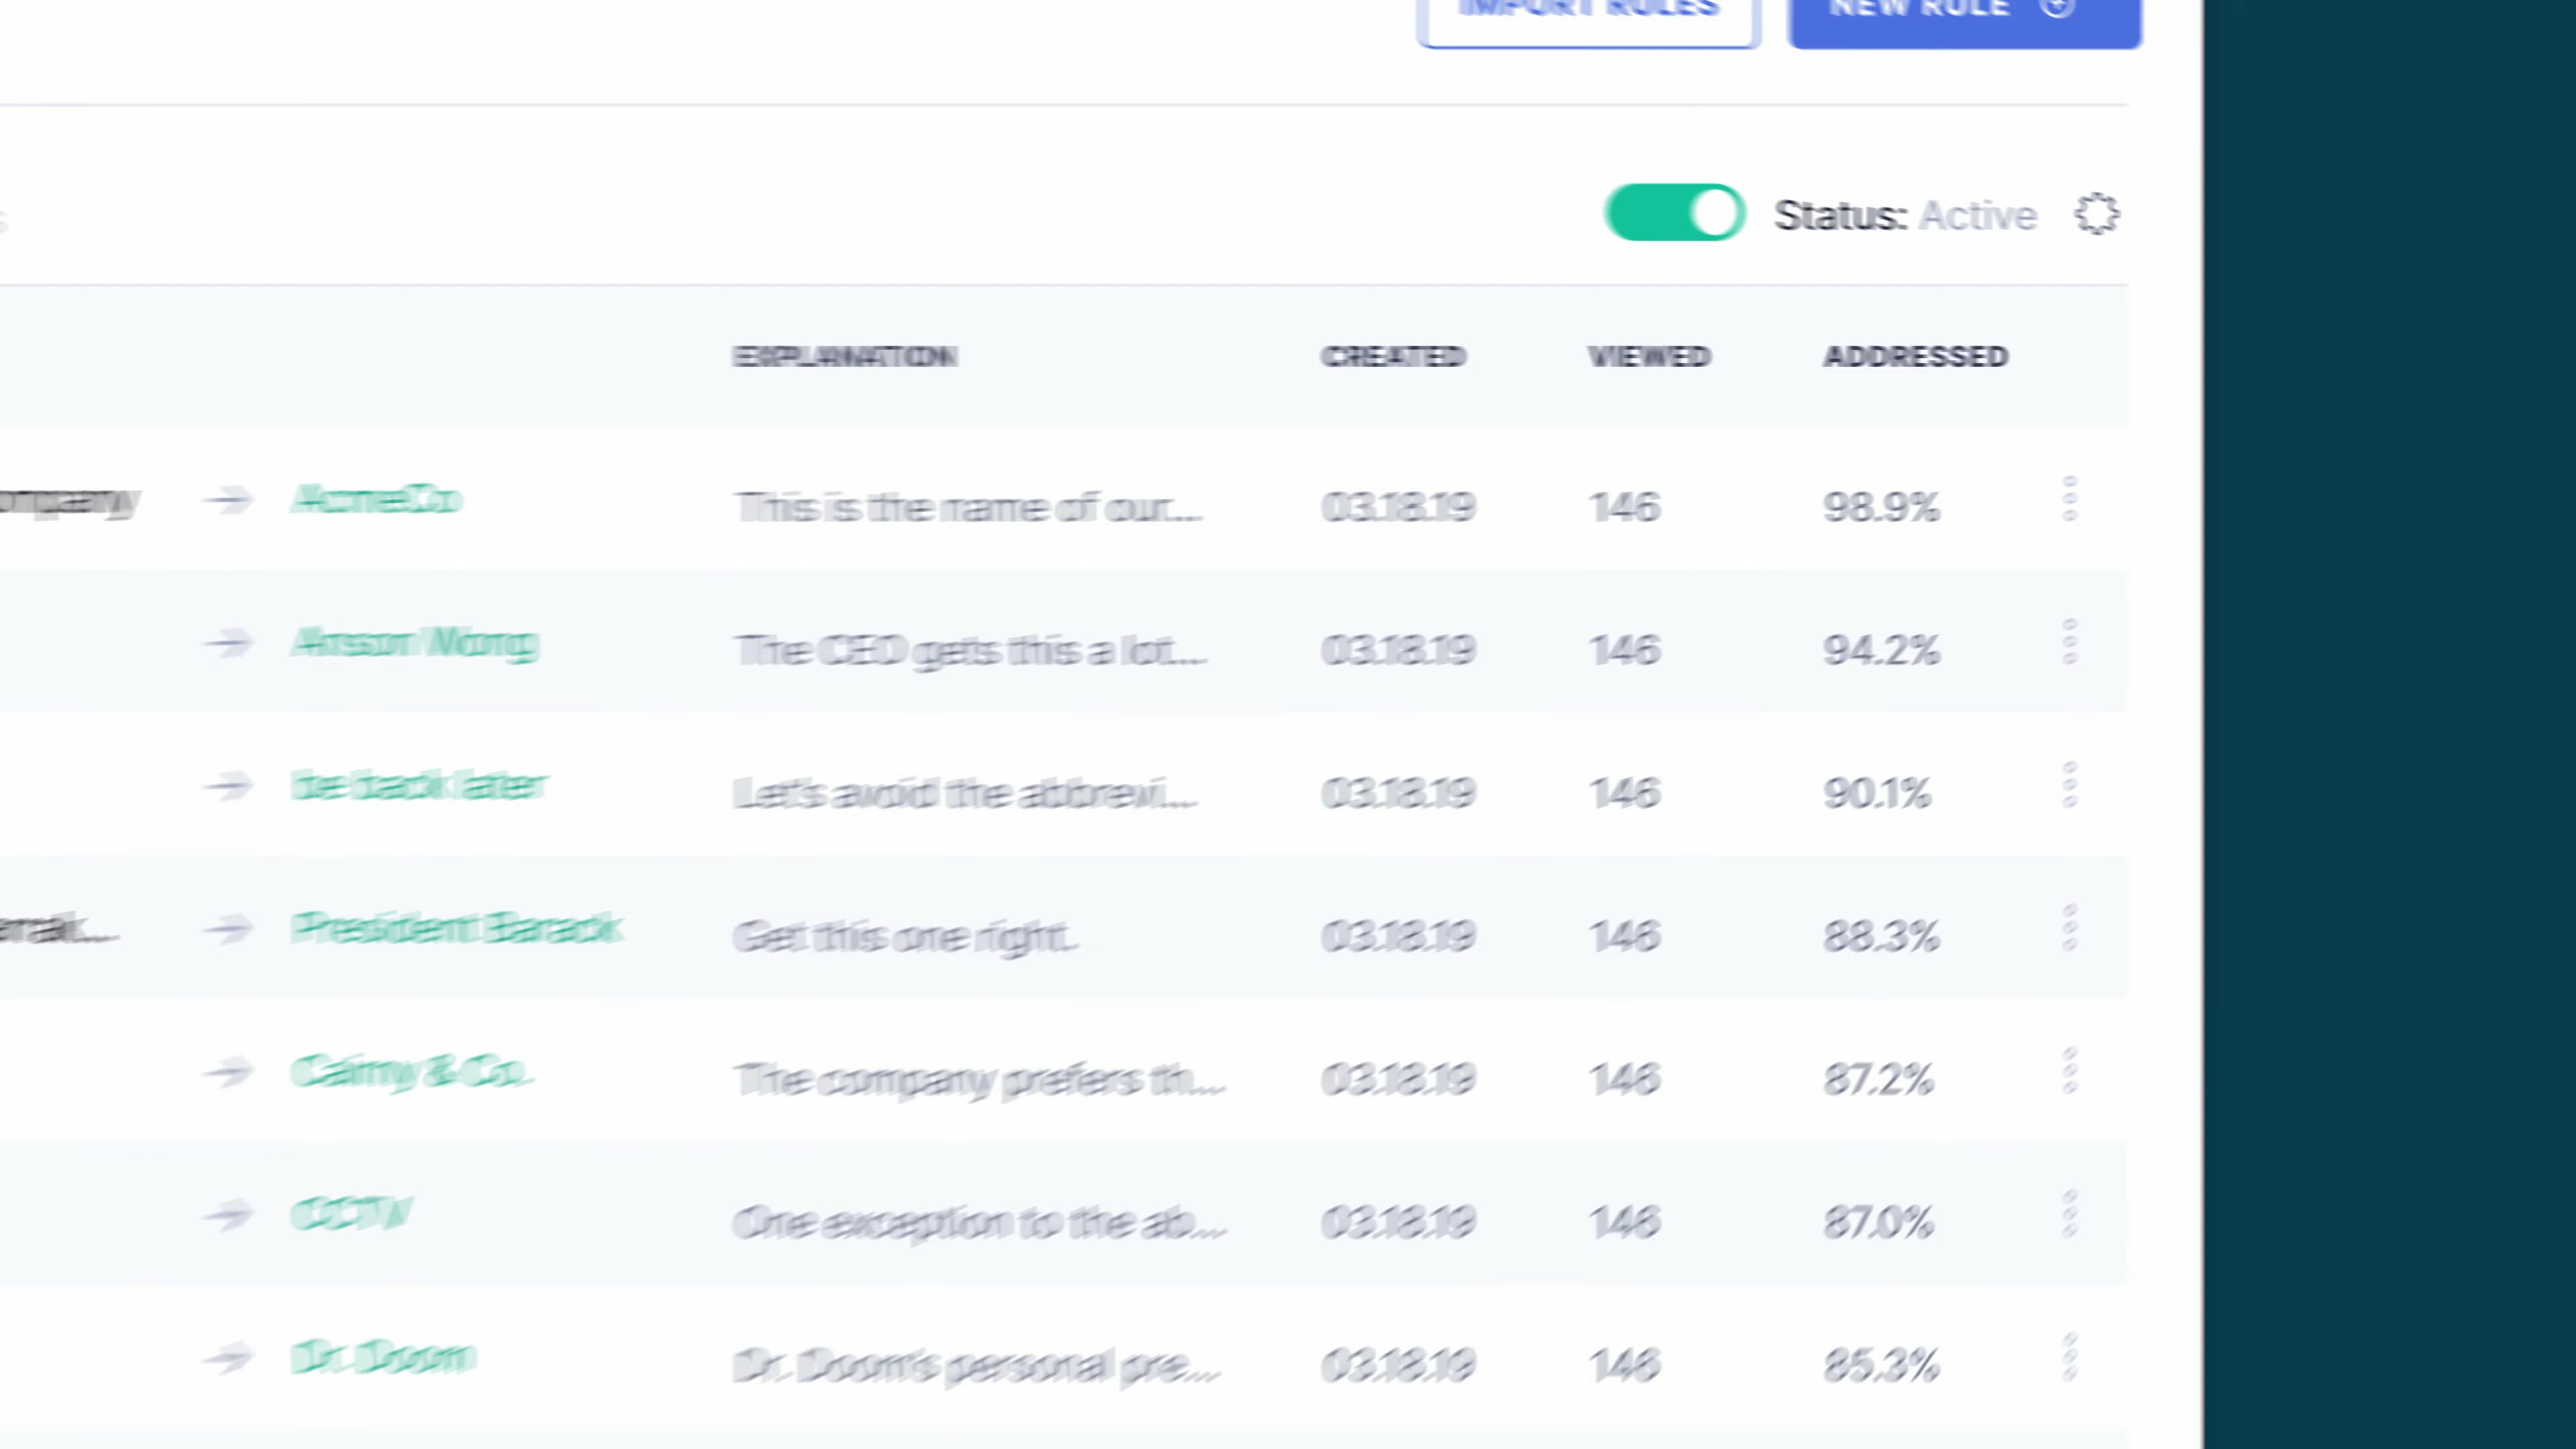 IMPORT RULES NEW RULE
Status: Active
EXPLANATION CREATED VIEWED ADDRESSED
AcmeCo This is the name of our... 03.18.19 146 98.9%
Anson Wong The CEO gets this a lot... 03.18.19 146 94.2%
be back later Let's avoid the abbrevi... 03.18.19 146 90.1%
President Barack Get this one right. 03.18.19 146 88.3%
& Co. The company prefers th... 03.18.19 146 87.2%
CCTV One exception to the ab... 03.18.19 146 87.0%
Dr. Doom Dr. Doom's personal pre... 03.18.19 146 85.3%